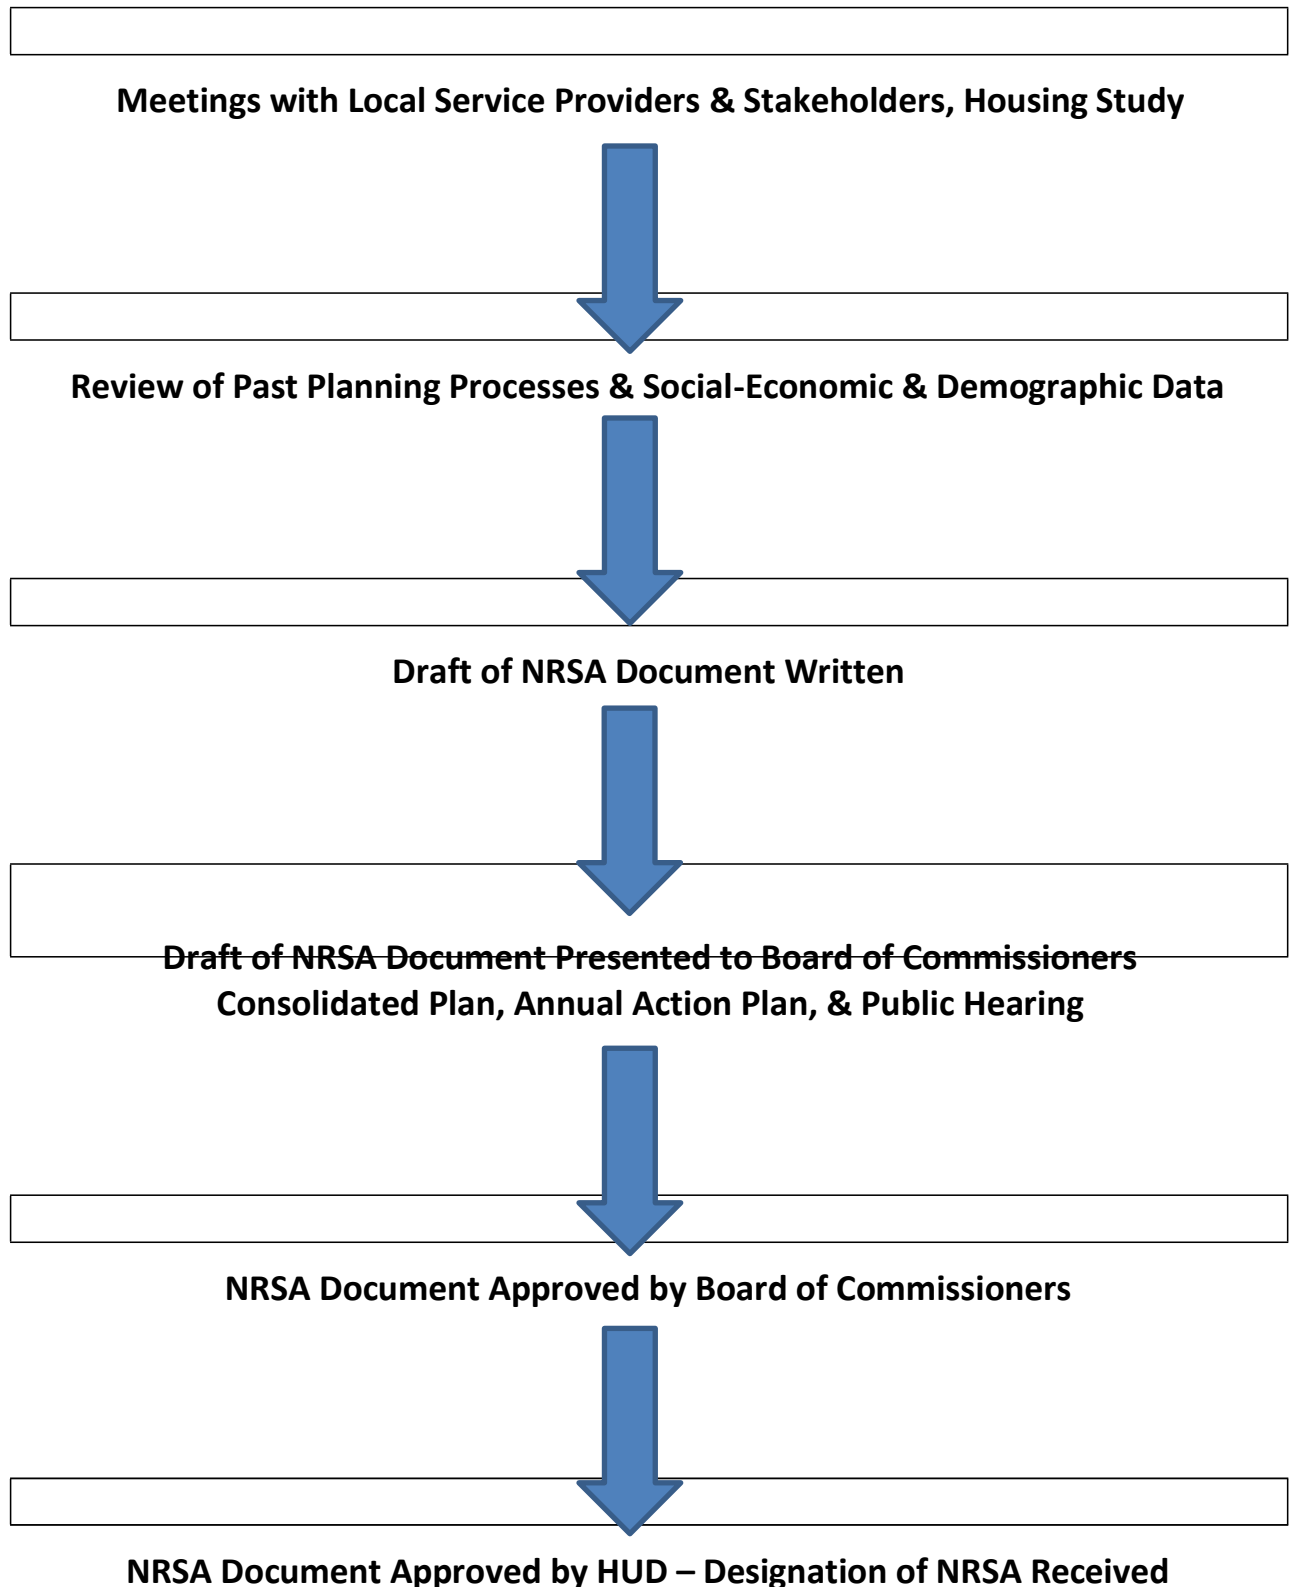 Meetings with Local Service Providers & Stakeholders, Housing Study
Review of Past Planning Processes & Social-Economic & Demographic Data
Draft of NRSA Document Written
Draft of NRSA Document Presented to Board of Commissioners
Consolidated Plan, Annual Action Plan, & Public Hearing
NRSA Document Approved by Board of Commissioners
NRSA Document Approved by HUD – Designation of NRSA Received